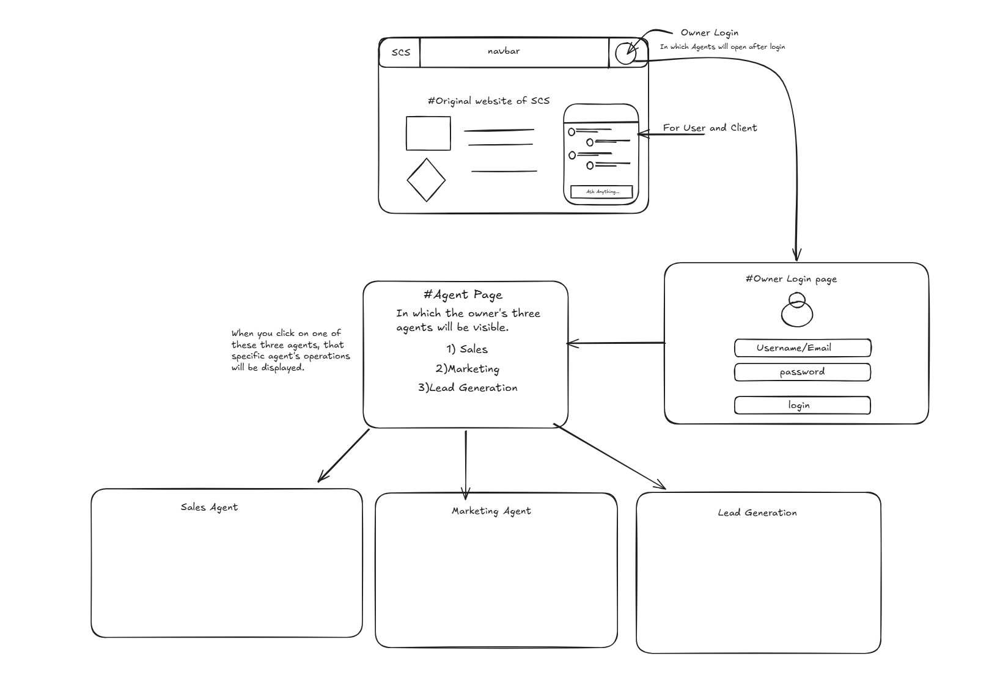 Owner Login
In which Agents will open after login
SCS
navbar
#Original website of SCS
For User and Client
Ask Anything...
#Owner Login page
Username/Email
password
login
#Agent Page
In which the owner's three
agents will be visible.
1) Sales
2)Marketing
3)Lead Generation
When you click on one of
these three agents, that
specific agent's operations
will be displayed.
Sales Agent
Marketing Agent
Lead Generation